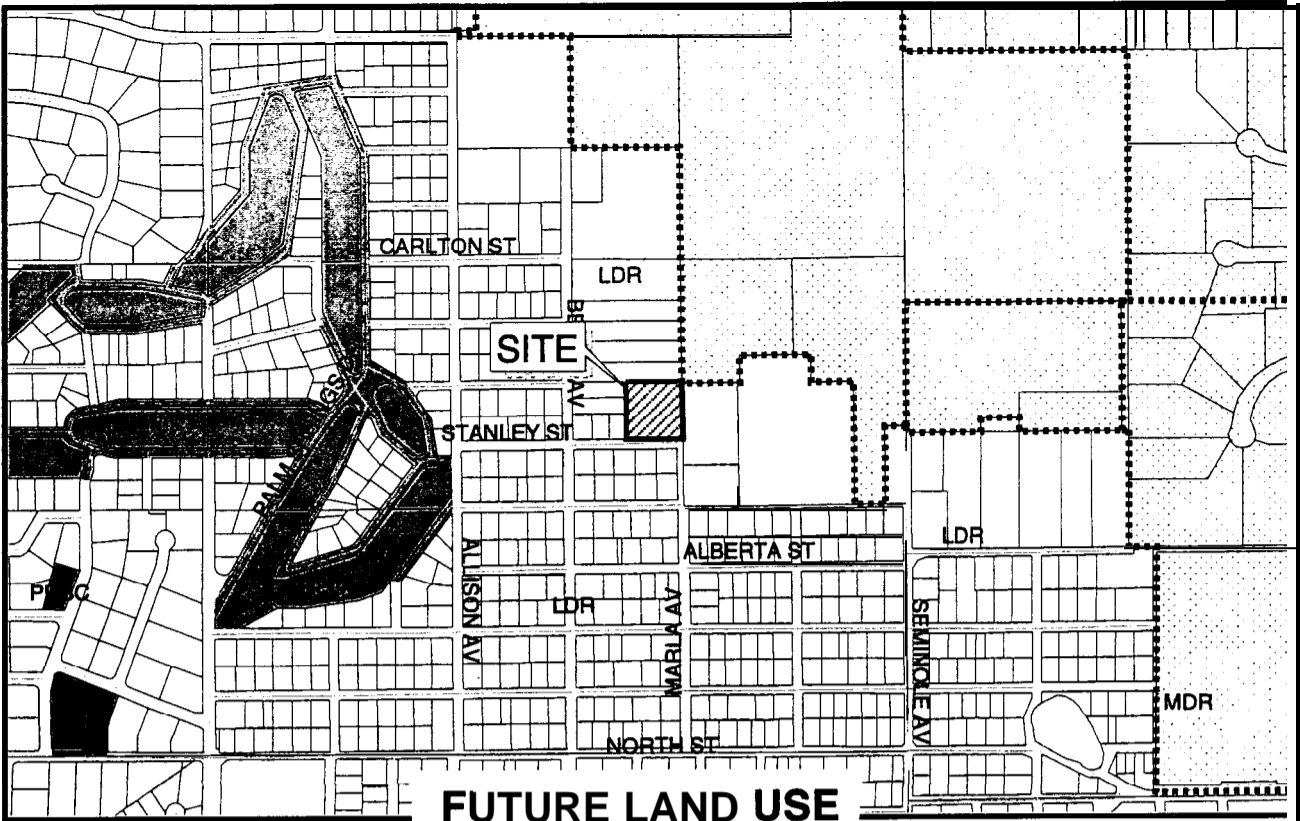 CARLTON ST
LDR
SITE
AV
STANLEY ST
ALLISON AV
ALBERTA ST
LDR
LDR
MARLA AV
SEMINOLE AV
MDR
NORTH ST
FUTURE LAND USE